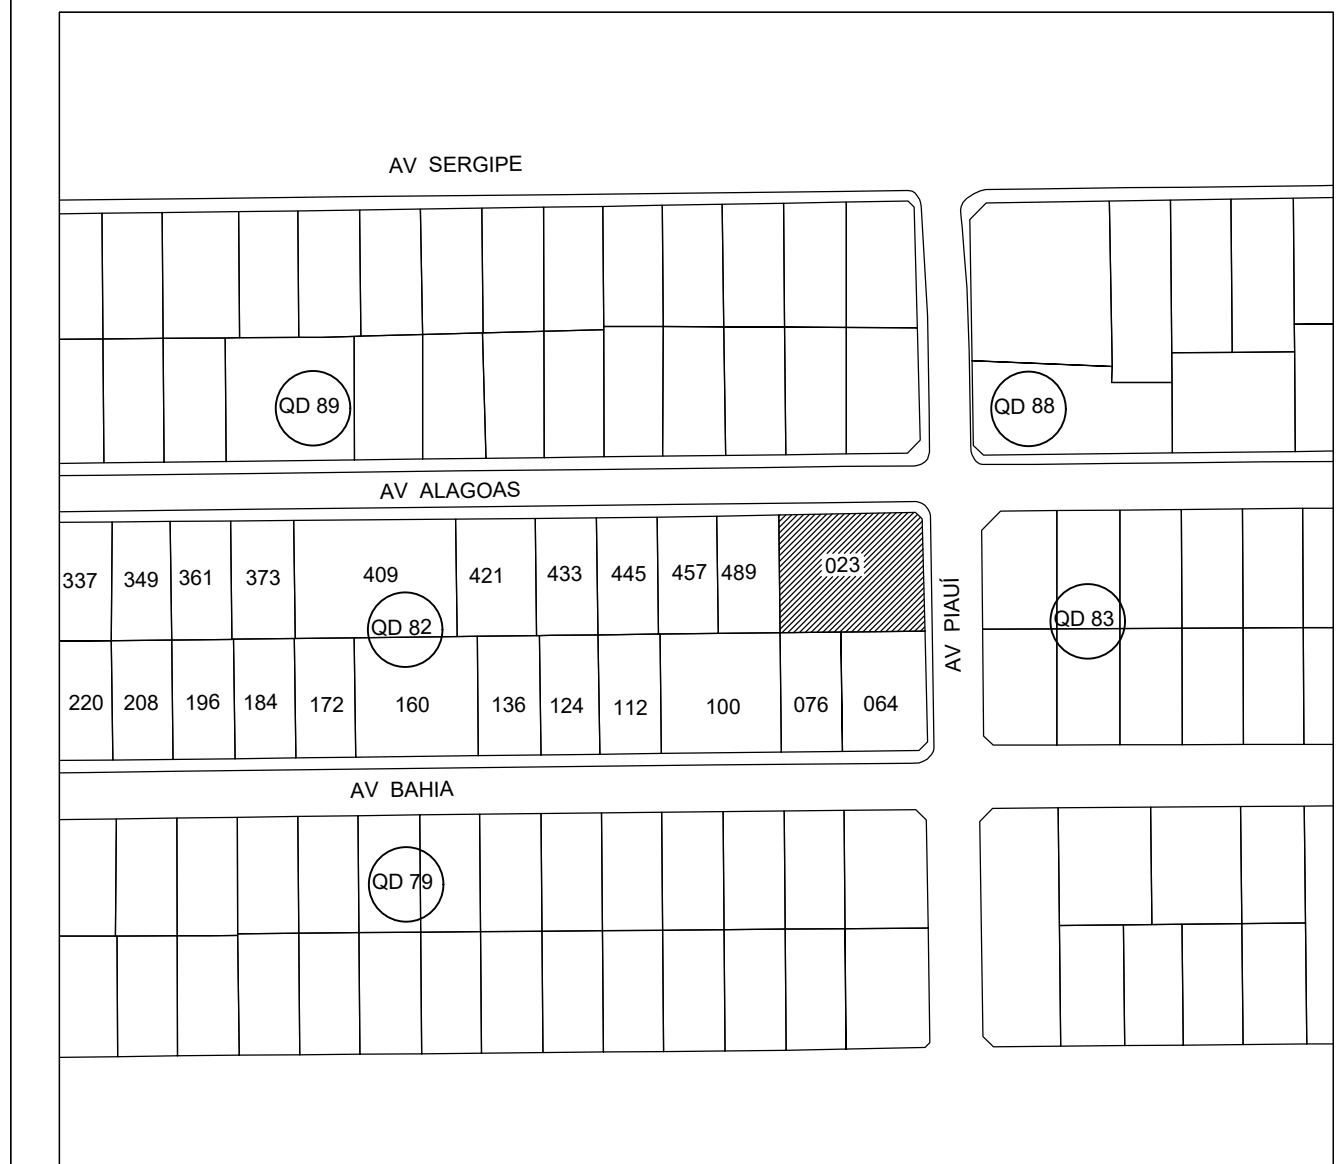 AV SERGIPE
QD 89
QD 88
AV ALAGOAS
337 349 361 373 409 421 433 445 457 489 023
QD 82
QD 83
AV PIAUÍ
220 208 196 184 172 160 136 124 112 100 076 064
AV BAHIA
QD 79